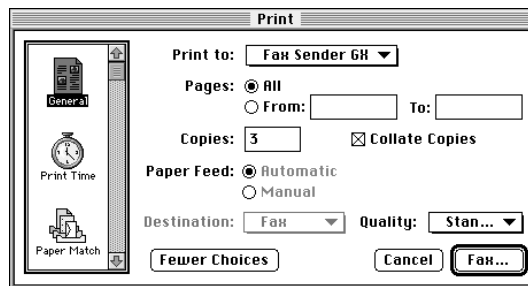 Print
Print to: Fax Sender GX
Pages: All
From: To:
General
Copies: 3 Collate Copies
Print Time
Paper Feed: Automatic
Manual
Destination: Fax Quality: Stan...
Paper Match
Fewer Choices Cancel Fax...